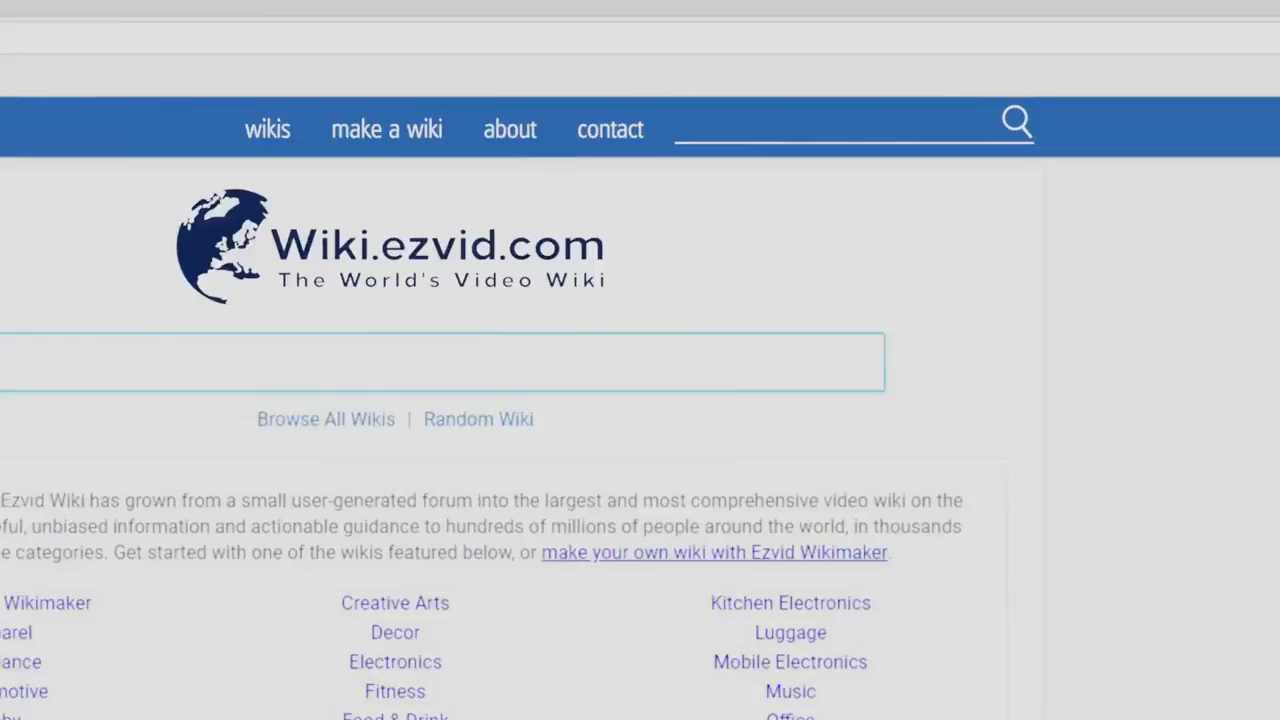 wikis make a wiki about contact
Wiki.ezvid.com
The World's Video Wiki
Browse All Wikis | Random Wiki
Ezvid Wiki has grown from a small user-generated forum into the largest and most comprehensive video wiki on the
unbiased information and actionable guidance to hundreds of millions of people around the world, in thousands
categories. Get started with one of the wikis featured below, or make your own wiki with Ezvid Wikimaker.
Wikimaker Creative Arts Kitchen Electronics
Decor Luggage
Electronics Mobile Electronics
Fitness Music
Food & Drink Office